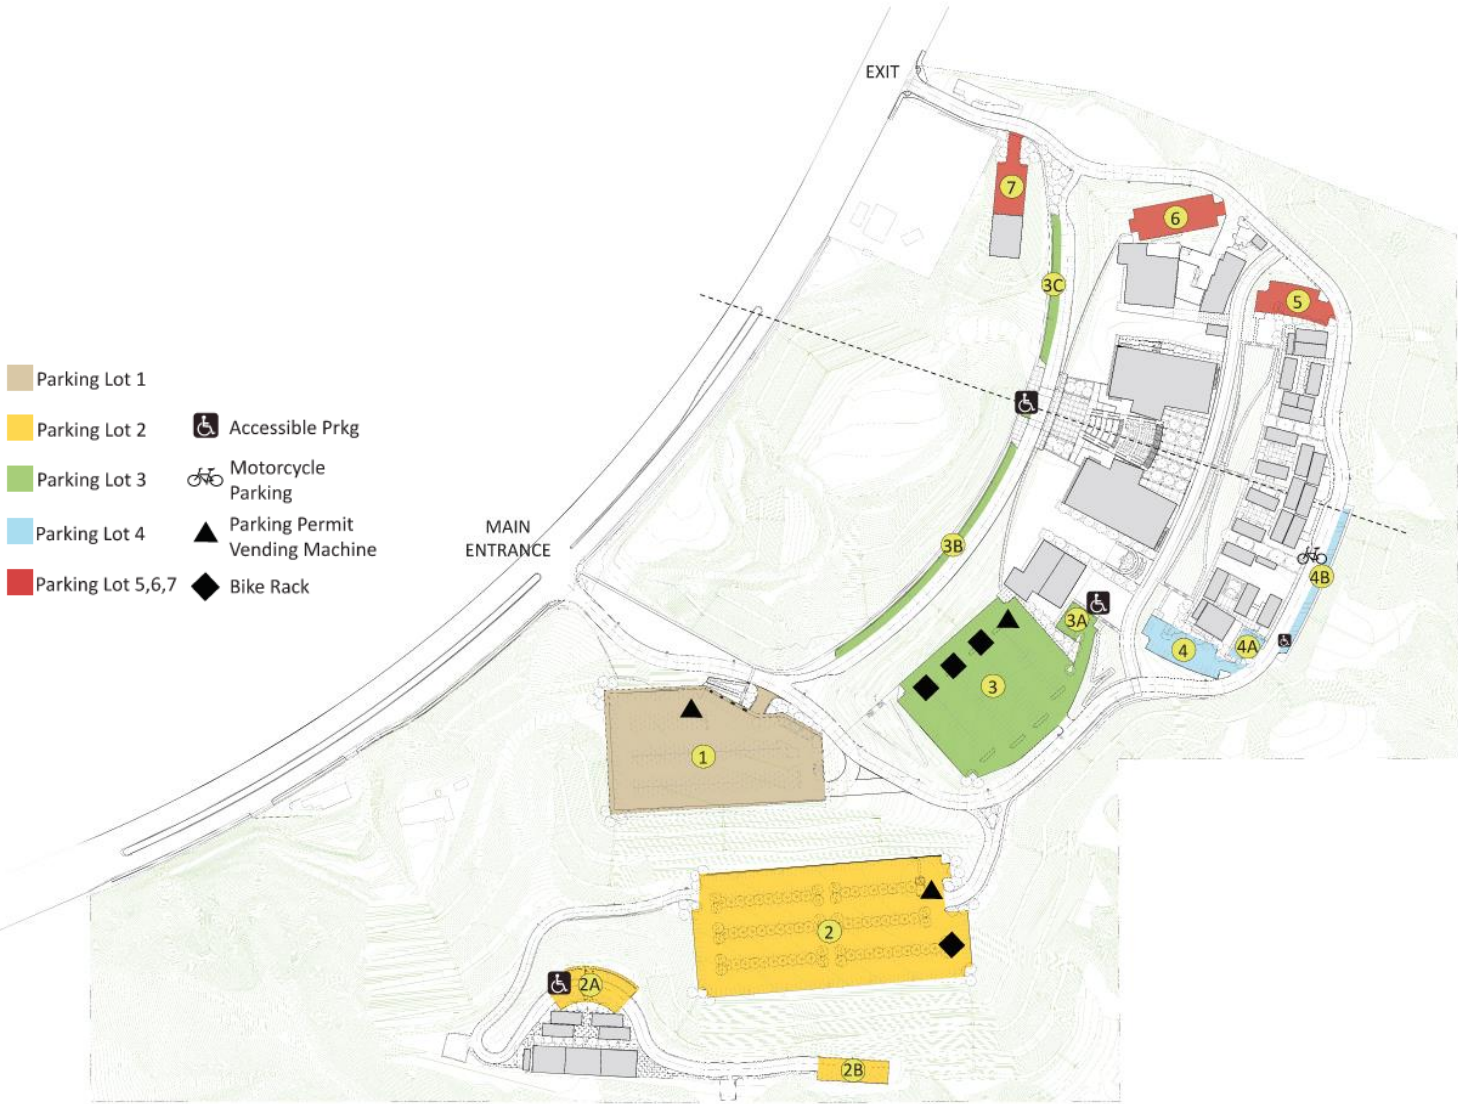 EXIT
7
6
5
3C
Parking Lot 1
Parking Lot 2
Parking Lot 3
Parking Lot 4
Parking Lot 5,6,7
Accessible Prkg
Motorcycle
Parking
Parking Permit
Vending Machine
Bike Rack
MAIN
ENTRANCE
3B
4B
3A
4
4A
3
1
2
2A
2B